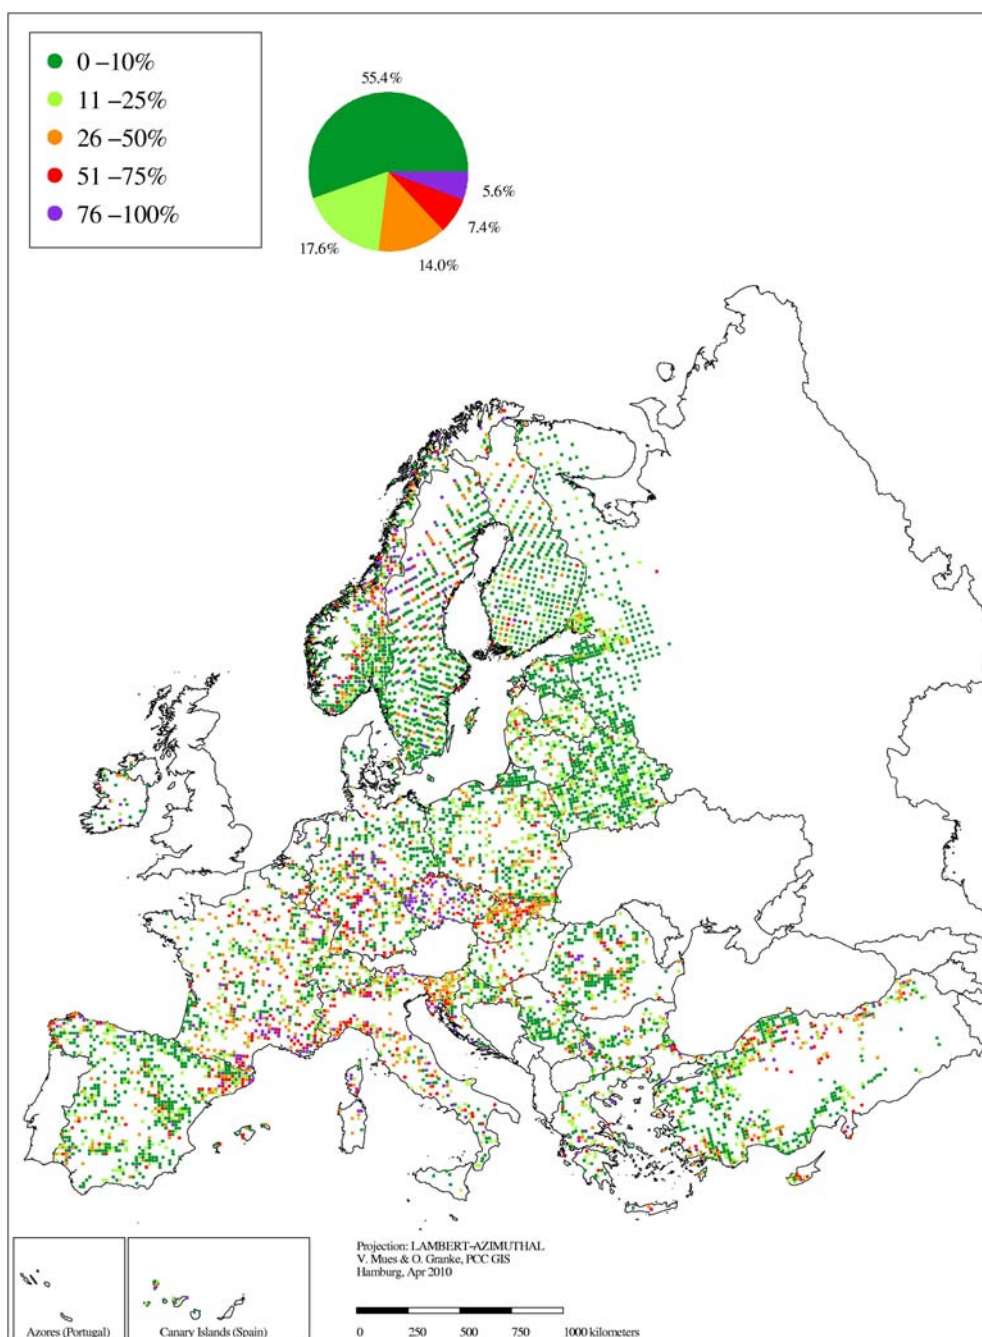 0 –10%
11 –25%
26 –50%
51 –75%
76 –100%
55.4%
5.6%
7.4%
17.6%
14.0%
Projection: LAMBERT-AZIMUTHAL
V. Mues & O. Granke, PCC GIS
Hamburg, Apr 2010
Azores (Portugal)
Canary Islands (Spain)
0 250 500 750 1000 kilometers